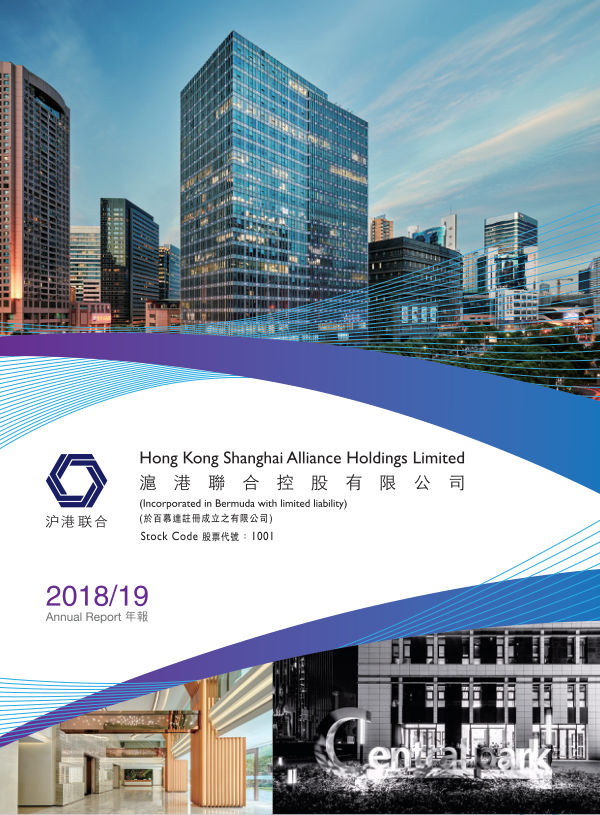 Hong Kong Shanghai Alliance Holdings Limited
滬港聯合控股有限公司
(Incorporated in Bermuda with limited liability)
(於百慕達註冊成立之有限公司)
Stock Code 股票代號：1001
沪港联合
2018/19
Annual Report 年報
Central park